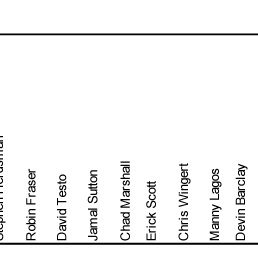 Robin Fraser
David Testo
Jamal Sutton
Chad Marshall
Erick Scott
Chris Wingert
Manny Lagos
Devin Barclay